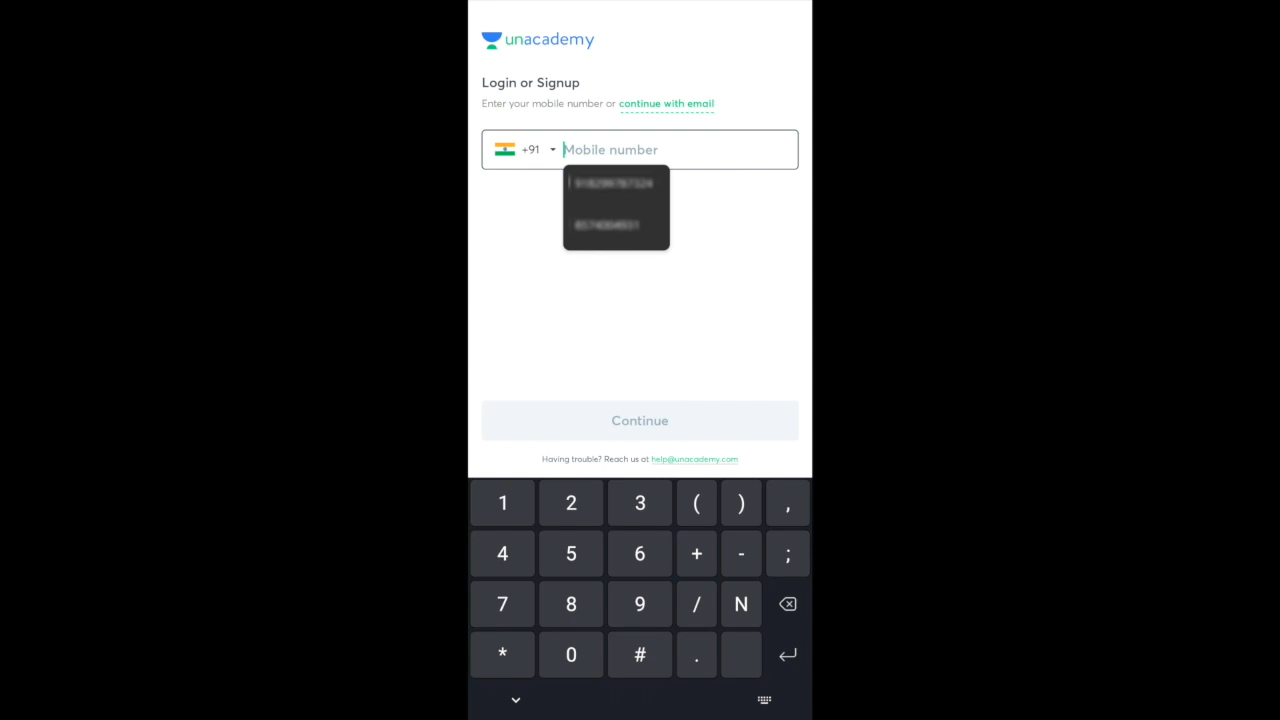 unacademy
Login or Signup
Enter your mobile number or continue with email
+91 Mobile number
Continue
Having trouble? Reach us at help@unacademy.com
1 2 3 ( ) ,
4 5 6 + - ;
7 8 9 / N
* 0 # .